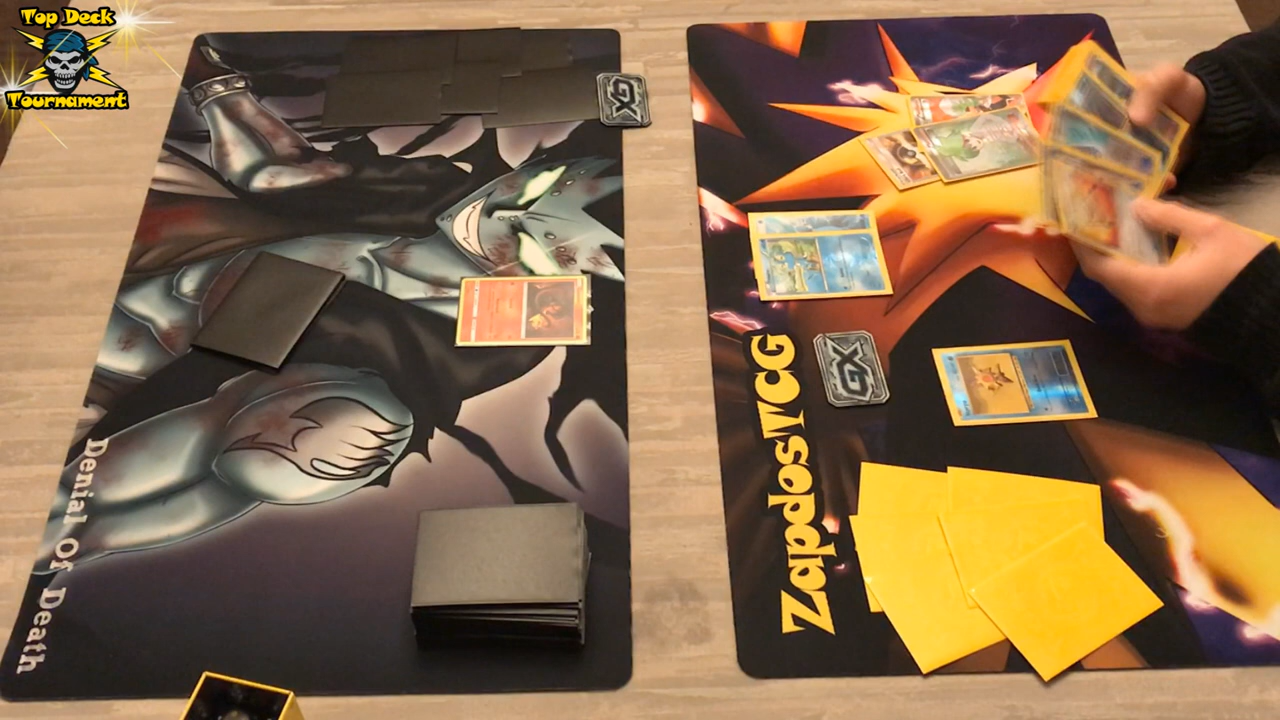 Top Deck
Tournament
GX
GX
ZapdosTCG
Denial of Death